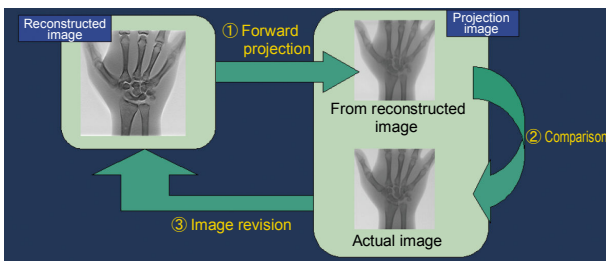 Reconstructed
image
① Forward
projection
Projection
image
From reconstructed
image
② Comparison
③ Image revision
Actual image